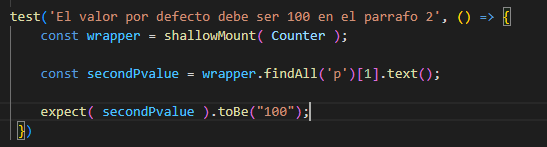 test('El valor por defecto debe ser 100 en el parrafo 2', () => {
    const wrapper = shallowMount( Counter );
    const secondPvalue = wrapper.findAll('p')[1].text();
    expect( secondPvalue ).toBe("100");
})